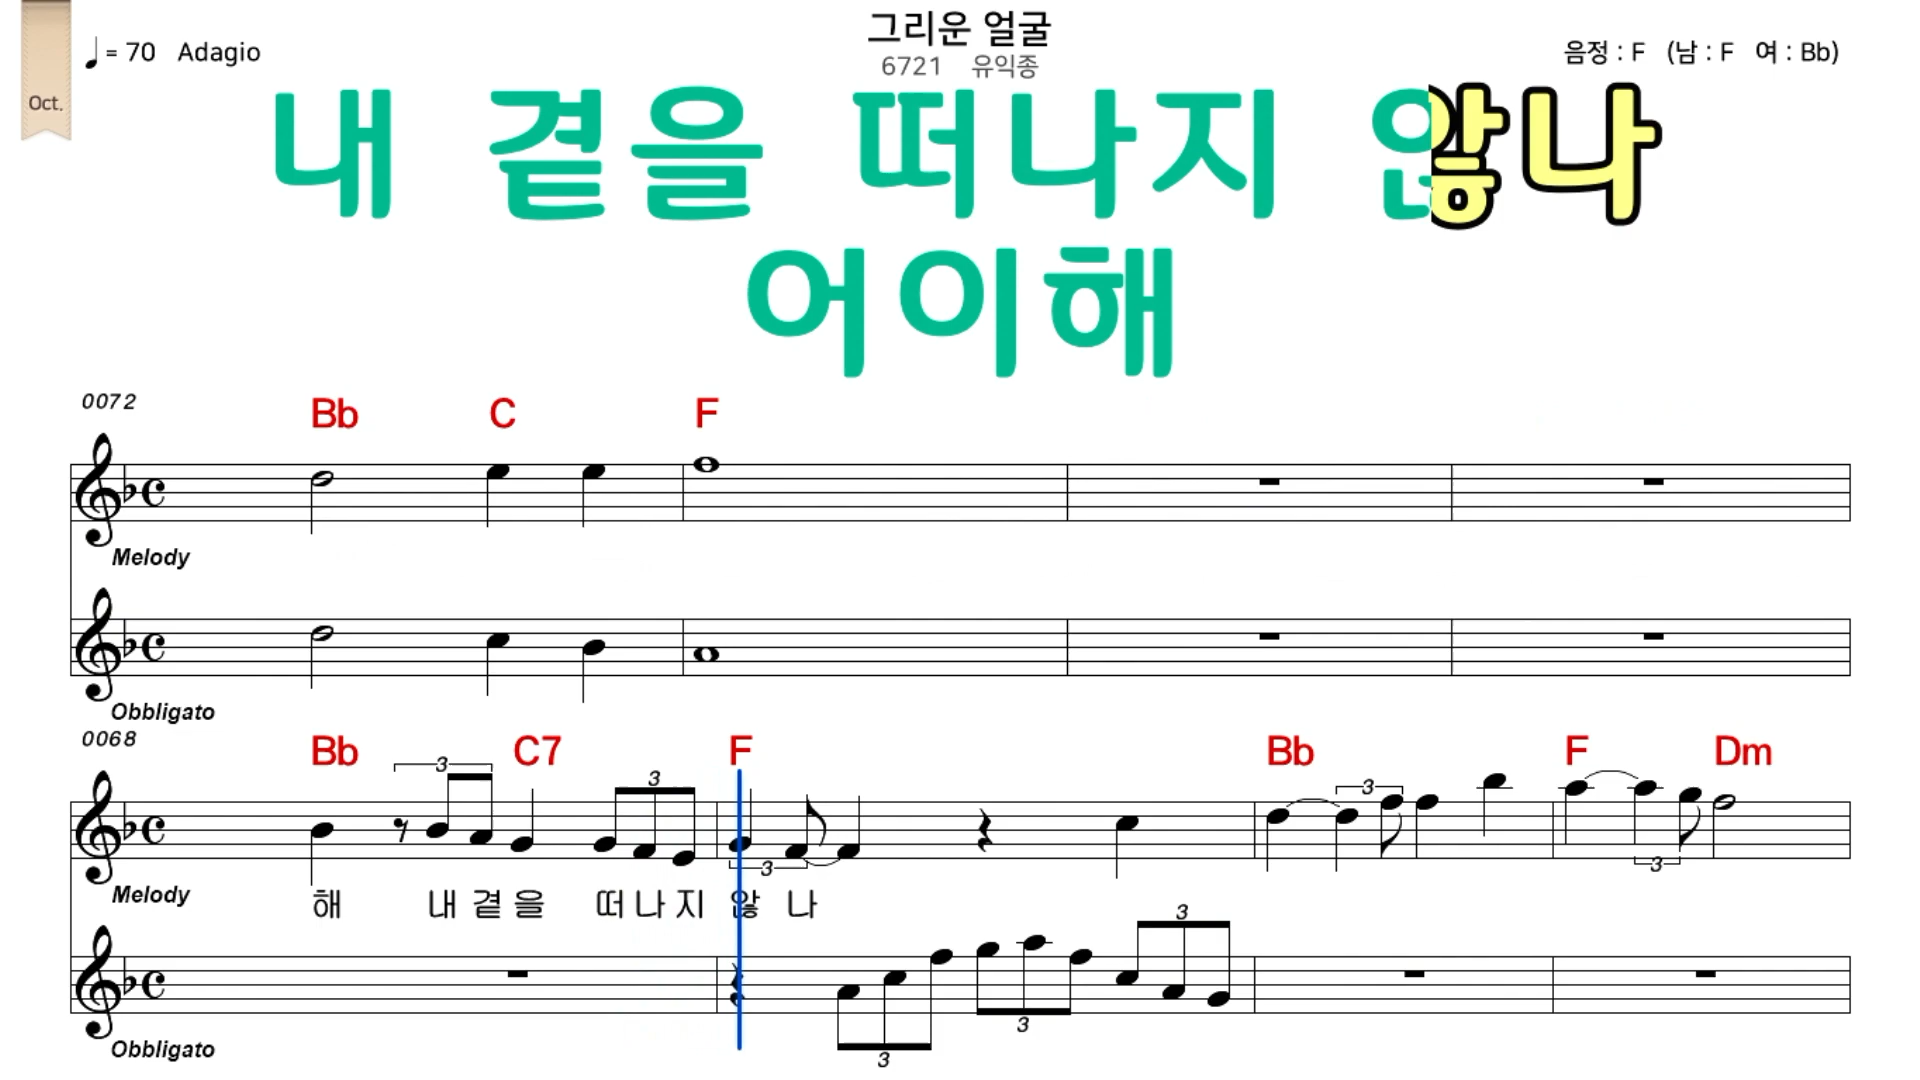 그리운 얼굴
♩ = 70 Adagio
6721 유익종
음정 : F (남 : F 여 : Bb)
Oct.
내 곁을 떠나지 않나
어이해
0072
Bb C F
Melody
Obbligato
0068
Bb C7 F Bb F Dm
3 3 3 3 3
Melody
해 내 곁 을 떠 나 지 않 나
3 3 3
Obbligato